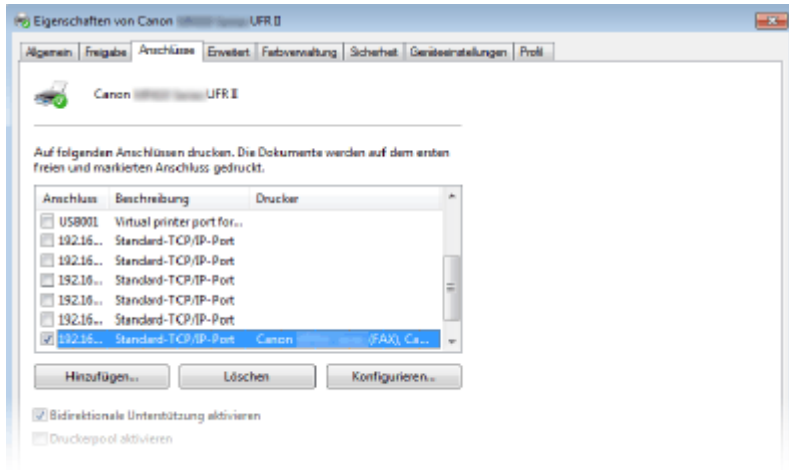 Eigenschaften von Canon UFR II
Allgemein Freigabe Anschlüsse Erweitert Farbverwaltung Sicherheit Geräteeinstellungen Profil
Canon UFR II
Auf folgenden Anschlüssen drucken. Die Dokumente werden auf dem ersten
freien und markierten Anschluss gedruckt.
Anschluss Beschreibung Drucker
USB001 Virtual printer port for...
192.16... Standard-TCP/IP-Port
192.16... Standard-TCP/IP-Port
192.16... Standard-TCP/IP-Port
192.16... Standard-TCP/IP-Port
192.16... Standard-TCP/IP-Port
192.16... Standard-TCP/IP-Port Canon (FAX), Ca...
Hinzufügen... Löschen Konfigurieren...
Bidirektionale Unterstützung aktivieren
Druckerpool aktivieren